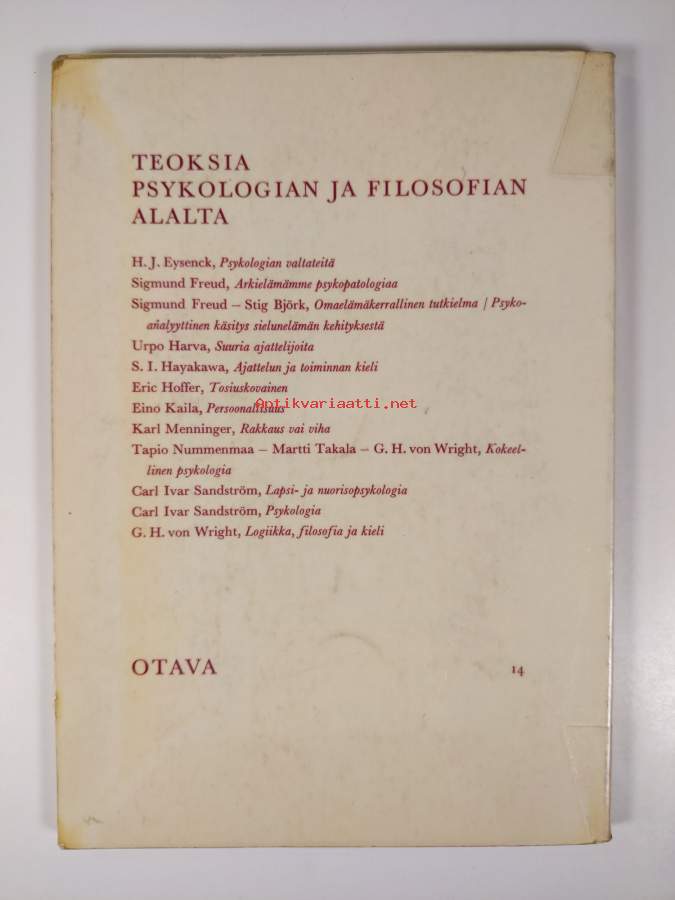 TEOKSIA
PSYKOLOGIAN JA FILOSOFIAN
ALALTA
H. J. Eysenck, Psykologian valtateitä
Sigmund Freud, Arkielämämme psykopatologiaa
Sigmund Freud – Stig Björk, Omaelämäkerrallinen tutkielma / Psyko-
analyyttinen käsitys sielunelämän kehityksestä
Urpo Harva, Suuria ajattelijoita
S. I. Hayakawa, Ajattelun ja toiminnan kieli
Eric Hoffer, Tosiuskovainen
Eino Kaila, Persoonallisuus
Antikvariaatti.net
Karl Menninger, Rakkaus vai viha
Tapio Nummenmaa – Martti Takala – G. H. von Wright, Kokeel-
linen psykologia
Carl Ivar Sandström, Lapsi- ja nuorisopsykologia
Carl Ivar Sandström, Psykologia
G. H. von Wright, Logiikka, filosofia ja kieli
OTAVA 14